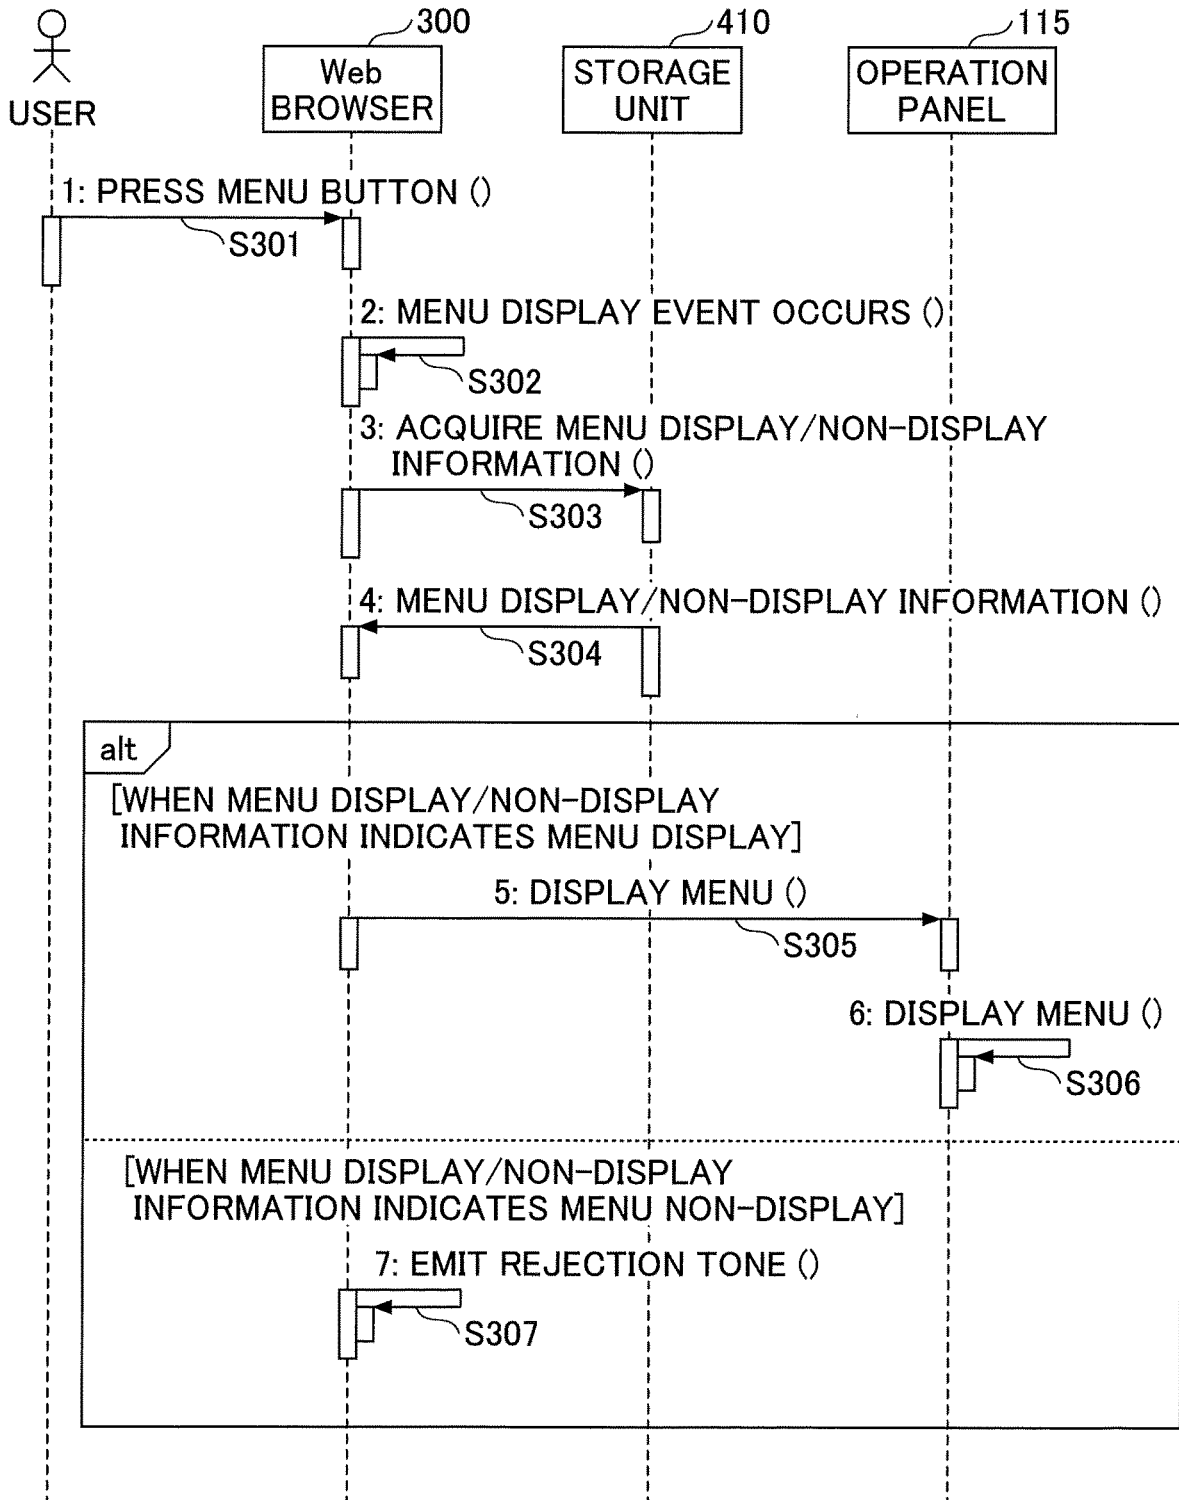 300
410
115
USER
Web
BROWSER
STORAGE
UNIT
OPERATION
PANEL
1: PRESS MENU BUTTON ()
S301
2: MENU DISPLAY EVENT OCCURS ()
S302
3: ACQUIRE MENU DISPLAY/NON-DISPLAY
INFORMATION ()
S303
4: MENU DISPLAY/NON-DISPLAY INFORMATION ()
S304
alt
[WHEN MENU DISPLAY/NON-DISPLAY
INFORMATION INDICATES MENU DISPLAY]
5: DISPLAY MENU ()
S305
6: DISPLAY MENU ()
S306
[WHEN MENU DISPLAY/NON-DISPLAY
INFORMATION INDICATES MENU NON-DISPLAY]
7: EMIT REJECTION TONE ()
S307